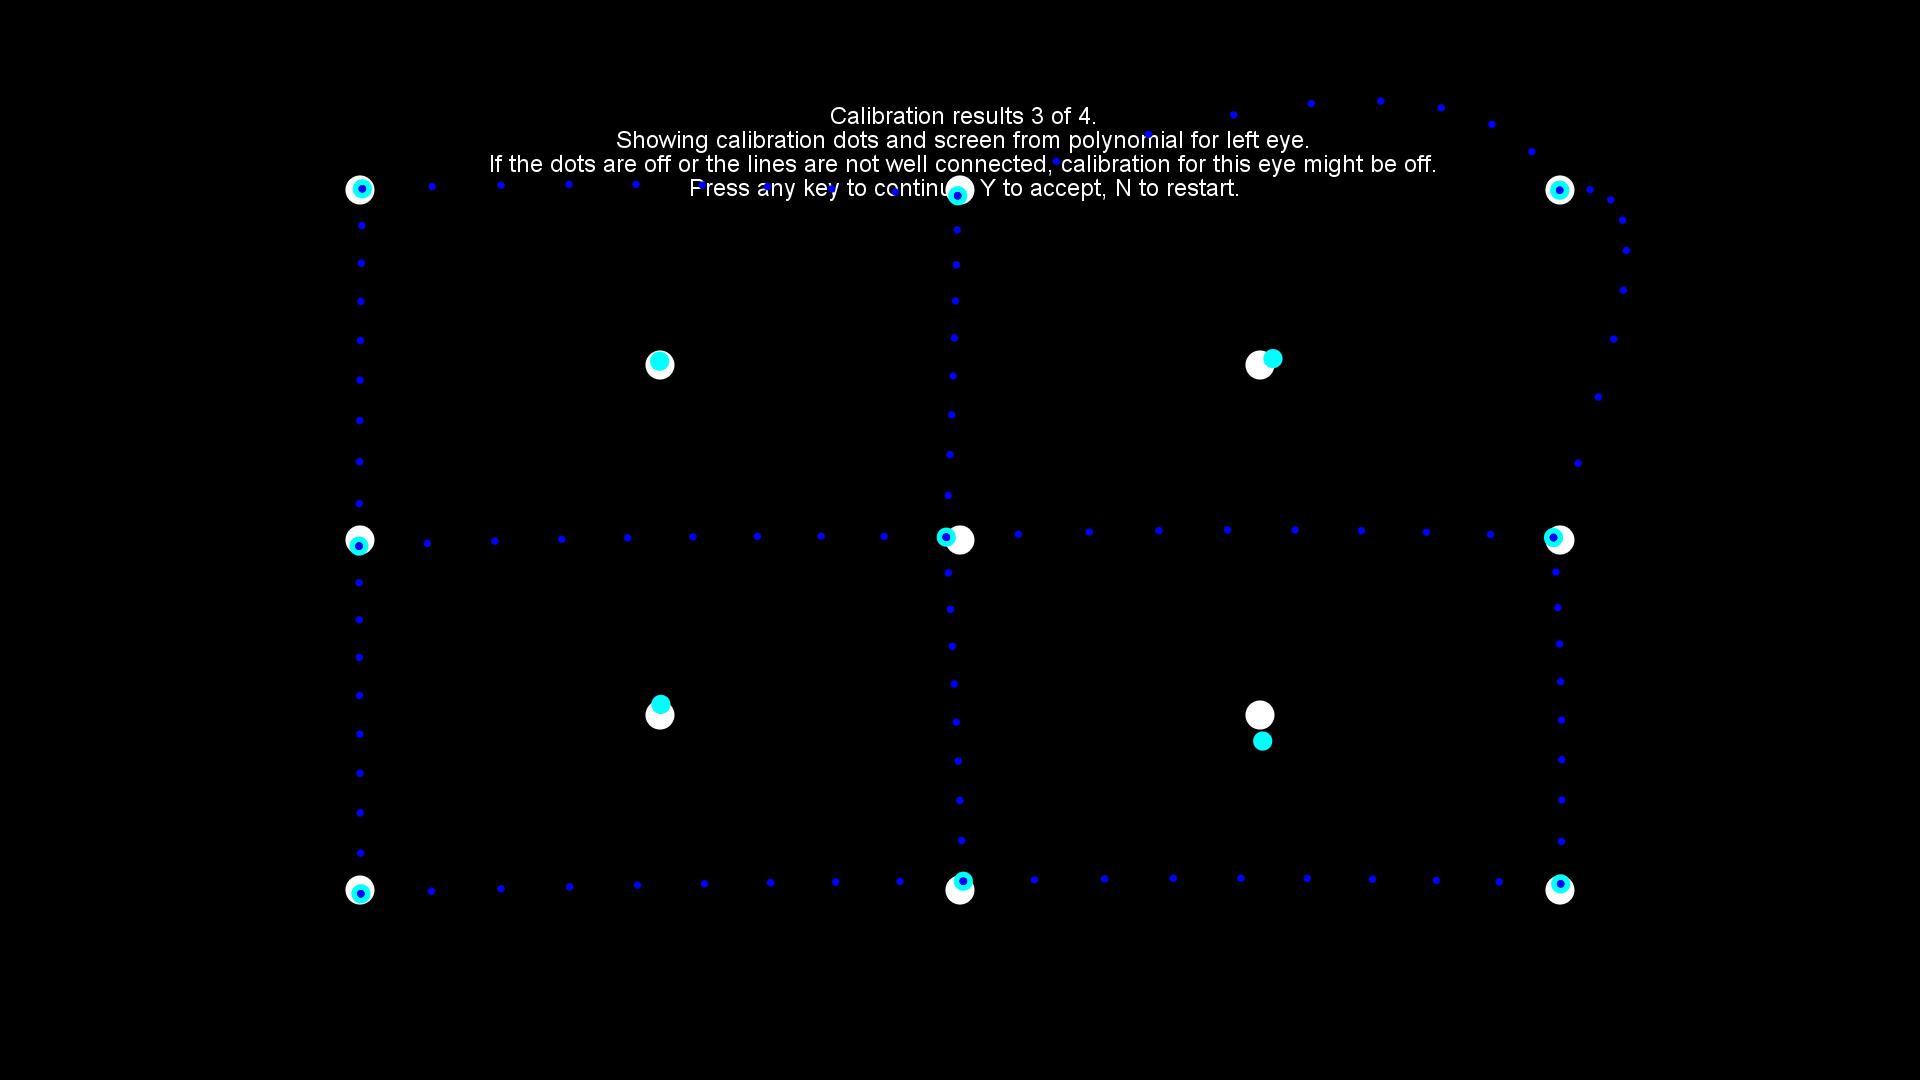 Calibration results 3 of 4.
Showing calibration dots and screen from polynomial for left eye.
If the dots are off or the lines are not well connected, calibration for this eye might be off.
Press any key to continu Y to accept, N to restart.